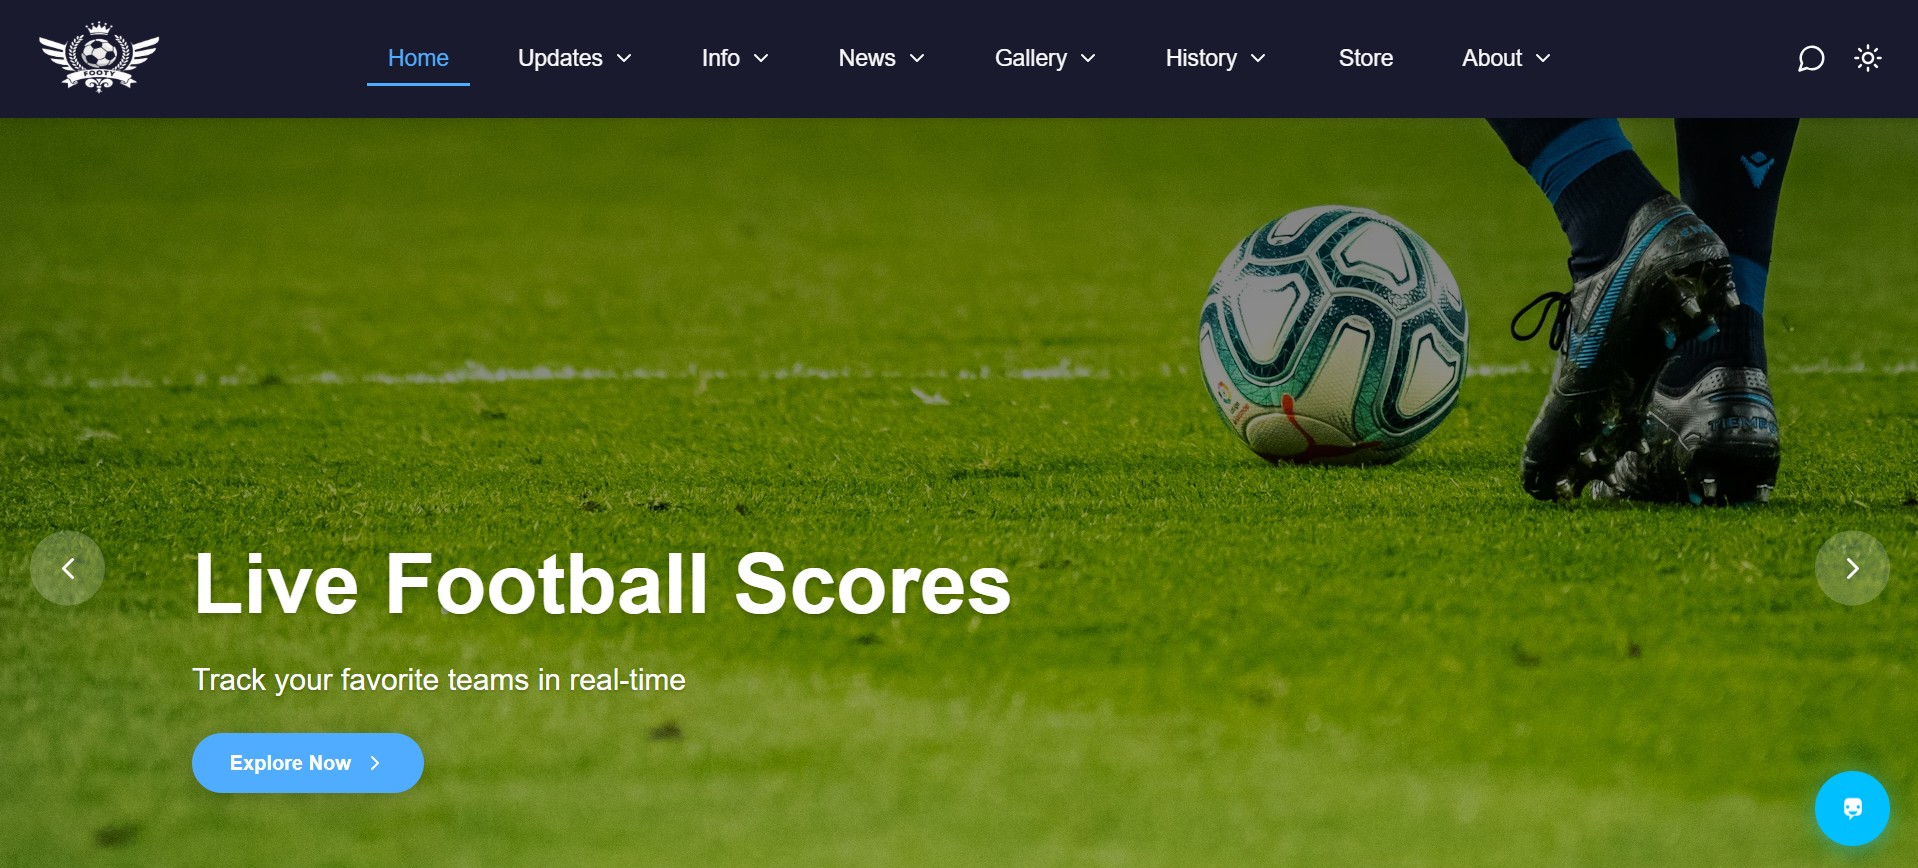 FOOTY
Home
Updates
Info
News
Gallery
History
Store
About
TIEMPO
Live Football Scores
Track your favorite teams in real-time
Explore Now